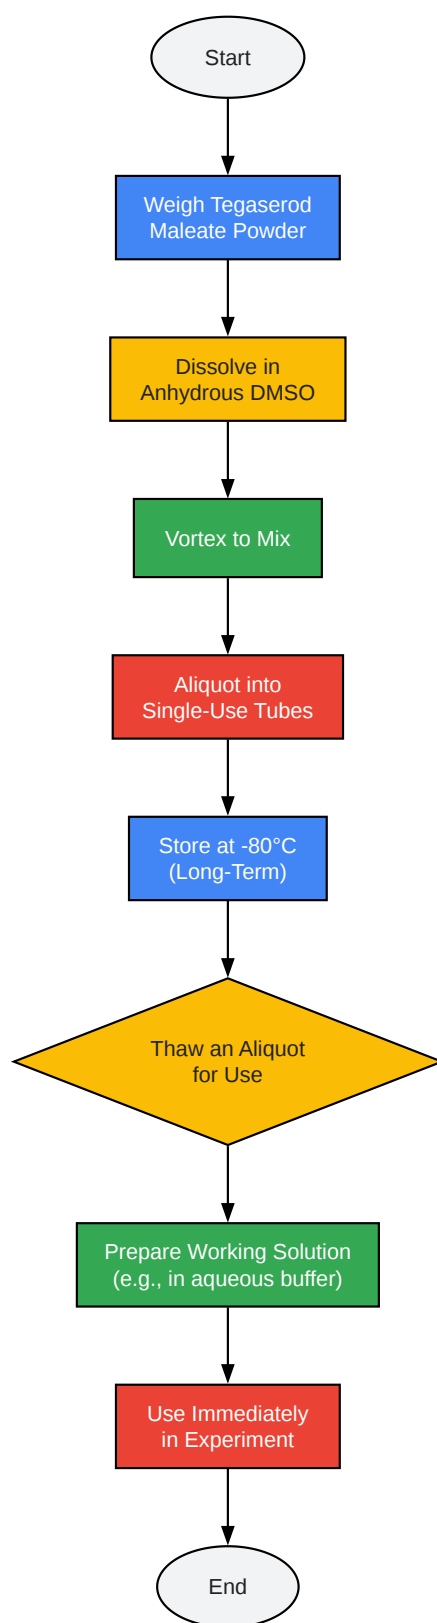 Start
Weigh Tegaserod
Maleate Powder
Dissolve in
Anhydrous DMSO
Vortex to Mix
Aliquot into
Single-Use Tubes
Store at -80°C
(Long-Term)
Thaw an Aliquot
for Use
Prepare Working Solution
(e.g., in aqueous buffer)
Use Immediately
in Experiment
End